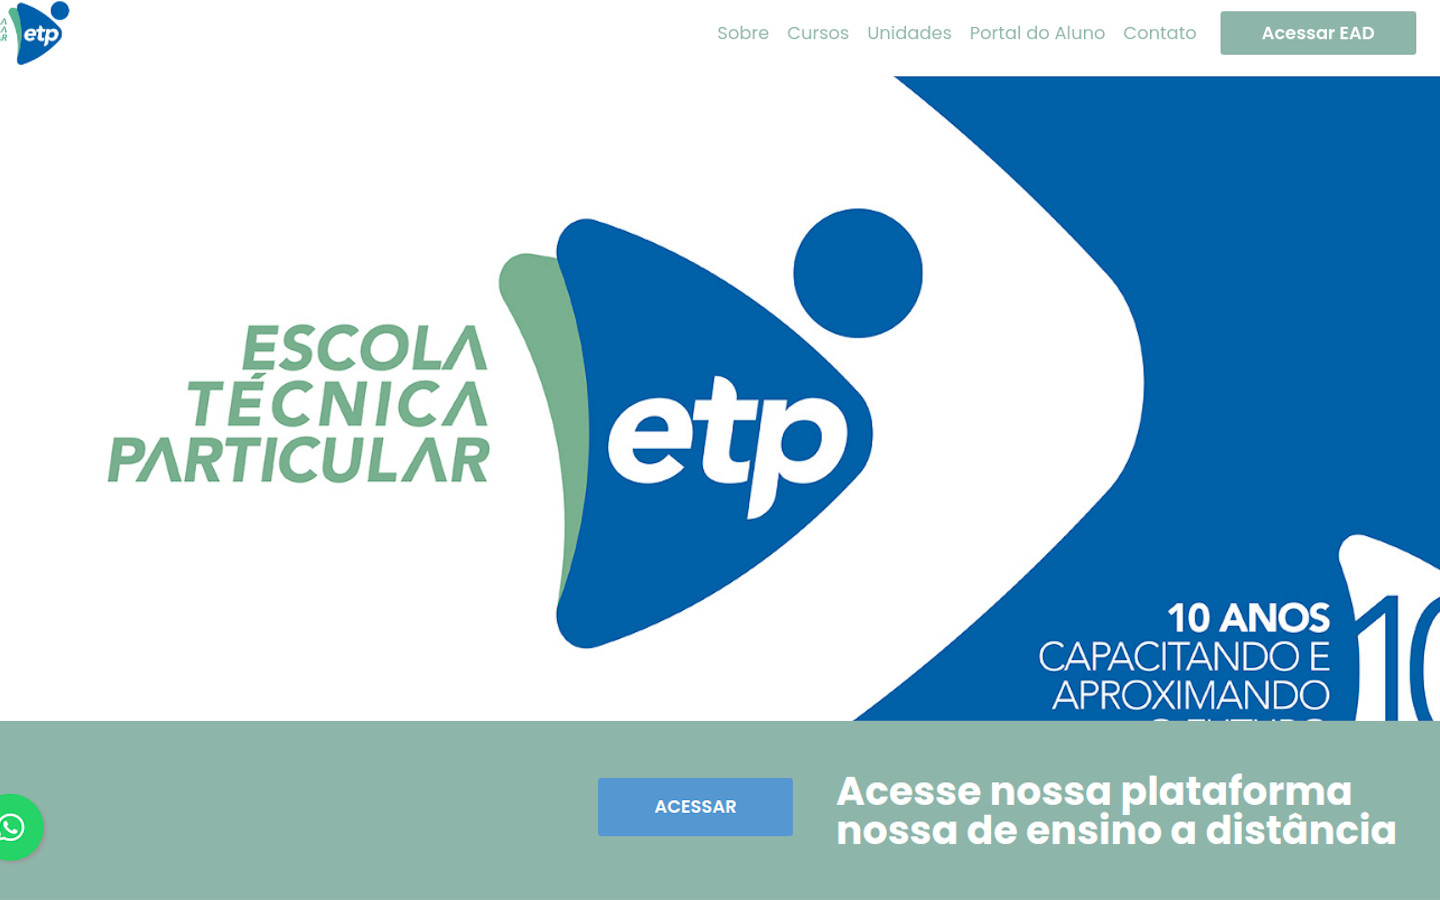 etp
Sobre Cursos Unidades Portal do Aluno Contato Acessar EAD
ESCOLA
TÉCNICA
PARTICULAR
etp
10 ANOS
CAPACITANDO E
APROXIMANDO
10
ACESSAR
Acesse nossa plataforma
nossa de ensino a distância